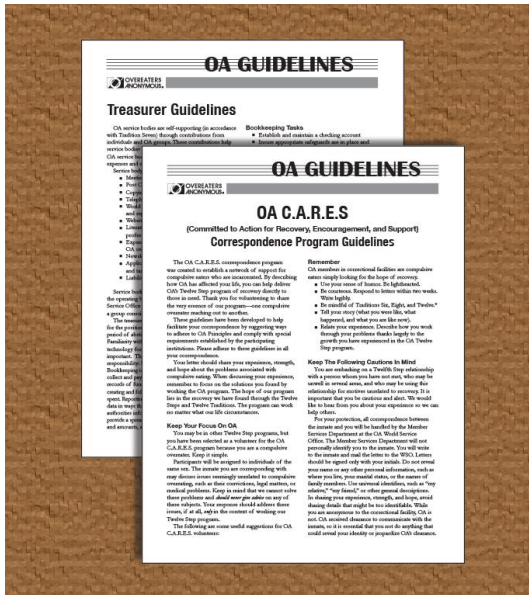 OA GUIDELINES
OVEREATERS
ANONYMOUS®
Treasurer Guidelines
OA service bodies are self-supporting (in accordance
with Tradition Seven) through contributions from
individuals and OA groups. These contributions help
service bodies
OA service
expenses and
Service body
Bookkeeping Tasks
■ Establish and maintain a checking account
■ Insure appropriate safeguards are in place and
OA GUIDELINES
OVEREATERS
ANONYMOUS®
OA C.A.R.E.S
(Committed to Action for Recovery, Encouragement, and Support)
Correspondence Program Guidelines
The OA C.A.R.E.S. correspondence program
was created to establish a network of support for
compulsive eaters who are incarcerated. By describing
how OA has affected your life, you can help deliver
OA's Twelve Step program of recovery directly to
those in need. Thank you for volunteering to share
the very essence of our program—one compulsive
overeater reaching out to another.
These guidelines have been developed to help
facilitate your correspondence by suggesting ways
to adhere to OA Principles and comply with special
requirements established by the participating
institutions. Please adhere to these guidelines in all
your correspondence.
Your letter should share your experience, strength,
and hope about the problems associated with
compulsive eating. When discussing your experience,
remember to focus on the solutions you found by
working the OA program. The hope of our program
lies in the recovery we have found through the Twelve
Steps and Twelve Traditions. The program can work
no matter what our life circumstances.
Keep Your Focus On OA
You may be in other Twelve Step programs, but
you have been selected as a volunteer for the OA
C.A.R.E.S. program because you are a compulsive
overeater. Keep it simple.
Participants will be assigned to individuals of the
same sex. The inmate you are corresponding with
may discuss issues seemingly unrelated to compulsive
overeating, such as their convictions, legal matters, or
medical problems. Keep in mind that we cannot solve
these problems and should never give advice on any of
these subjects. Your response should address these
issues, if at all, only in the context of working our
Twelve Step program.
The following are some useful suggestions for OA
C.A.R.E.S. volunteers:
Remember
OA members in correctional facilities are compulsive
eaters simply looking for the hope of recovery.
■ Use your sense of humor. Be lighthearted.
■ Be courteous. Respond to letters within two weeks.
Write legibly.
■ Be mindful of Traditions Six, Eight, and Twelve.*
■ Tell your story (what you were like, what
happened, and what you are like now).
■ Relate your experience. Describe how you work
through your problems thanks largely to the
growth you have experienced in the OA Twelve
Step program.
Keep The Following Cautions In Mind
You are embarking on a Twelfth Step relationship
with a person whom you have not met, who may be
unwell in several areas, and who may be using this
relationship for motives unrelated to recovery. It is
important that you be cautious and alert. We would
like to hear from you about your experience so we can
help others.
For your protection, all correspondence between
the inmate and you will be handled by the Member
Services Department at the OA World Service
Office. The Member Services Department will not
personally identify you to the inmate. You will write
to the inmate and mail the letter to the WSO. Letters
should be signed only with your initials. Do not reveal
your name or any other personal information, such as
where you live, your marital status, or the names of
family members. Use universal identifiers, such as "my
relative," "my friend," or other general descriptions.
In sharing your experience, strength, and hope, avoid
sharing details that might be too identifiable. While
you are anonymous to the correctional facility, OA is
not. OA received clearance to communicate with the
inmate, so it is essential that you not do anything that
could reveal your identity or jeopardize OA's clearance.